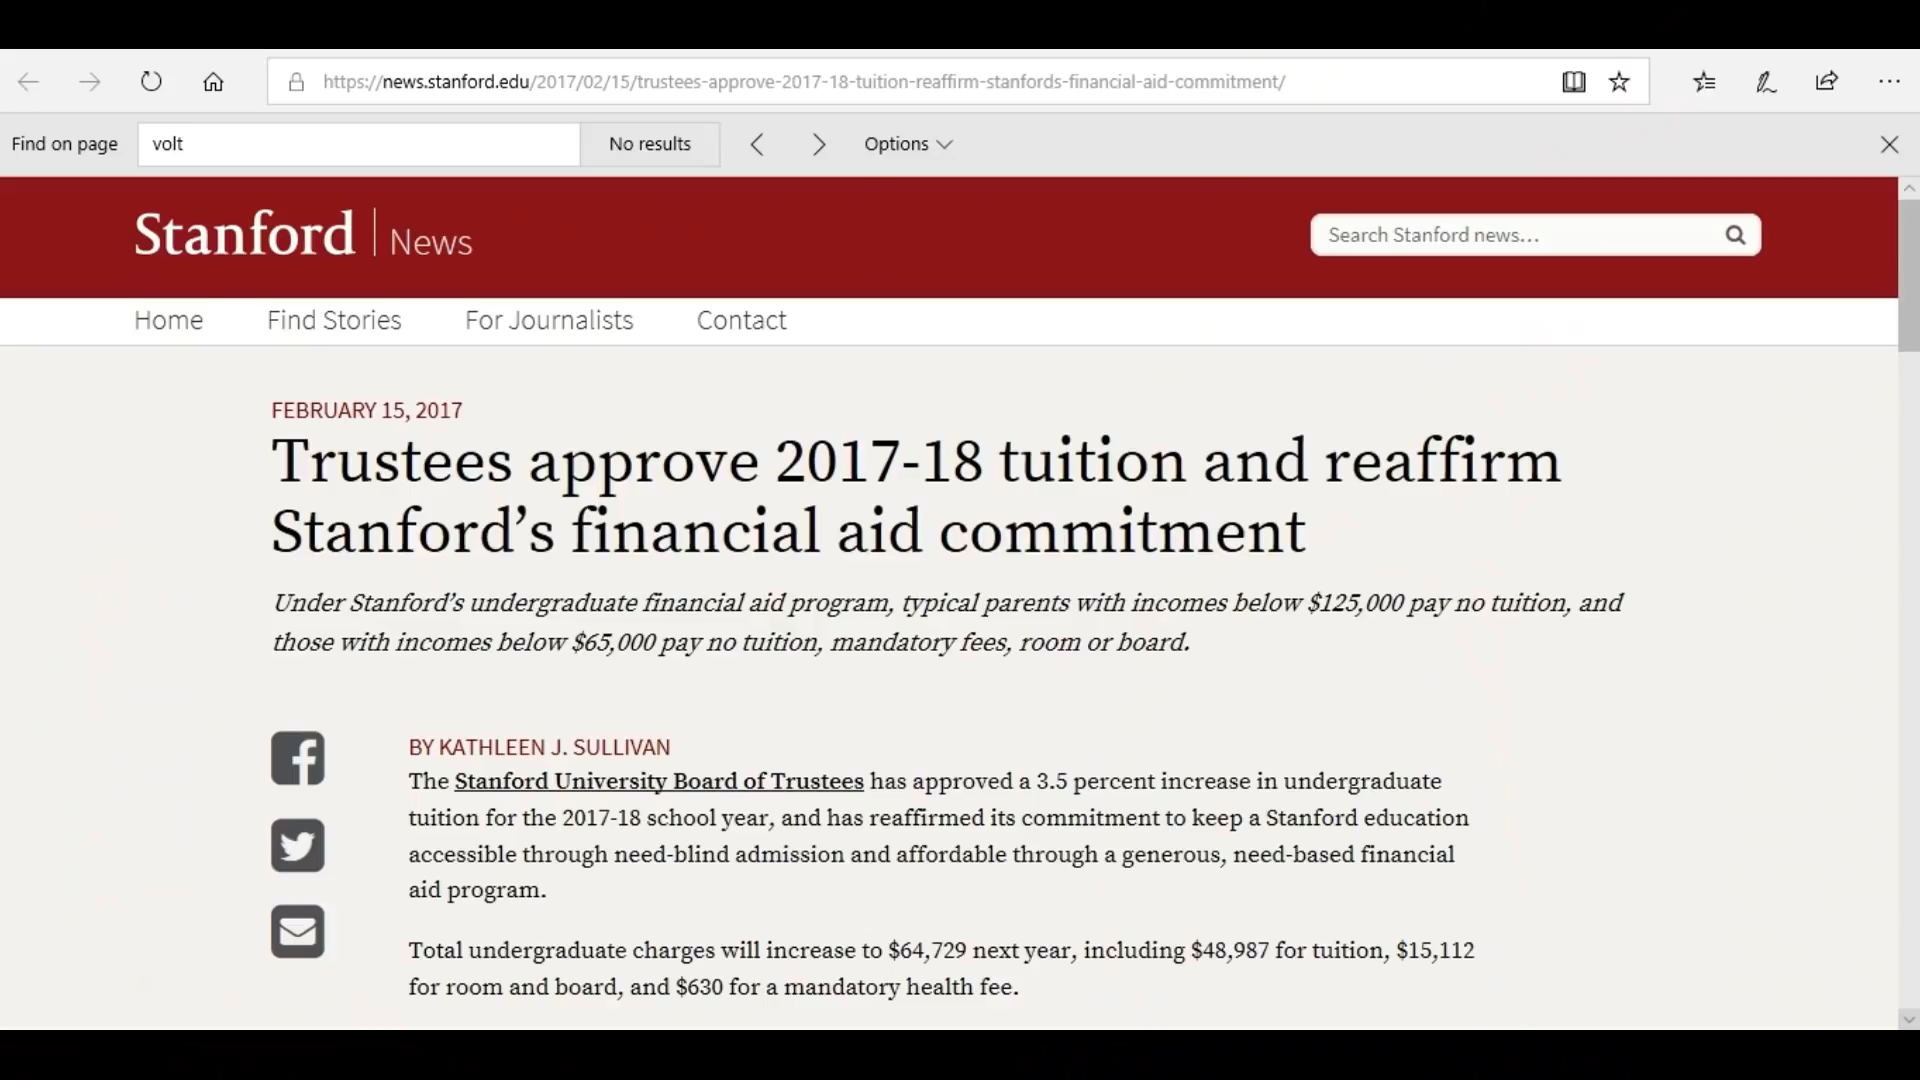 https://news.stanford.edu/2017/02/15/trustees-approve-2017-18-tuition-reaffirm-stanfords-financial-aid-commitment/
Find on page volt No results Options
Stanford News Search Stanford news...
Home Find Stories For Journalists Contact
FEBRUARY 15, 2017
Trustees approve 2017-18 tuition and reaffirm
Stanford’s financial aid commitment
Under Stanford’s undergraduate financial aid program, typical parents with incomes below $125,000 pay no tuition, and
those with incomes below $65,000 pay no tuition, mandatory fees, room or board.
BY KATHLEEN J. SULLIVAN
The Stanford University Board of Trustees has approved a 3.5 percent increase in undergraduate
tuition for the 2017-18 school year, and has reaffirmed its commitment to keep a Stanford education
accessible through need-blind admission and affordable through a generous, need-based financial
aid program.
Total undergraduate charges will increase to $64,729 next year, including $48,987 for tuition, $15,112
for room and board, and $630 for a mandatory health fee.